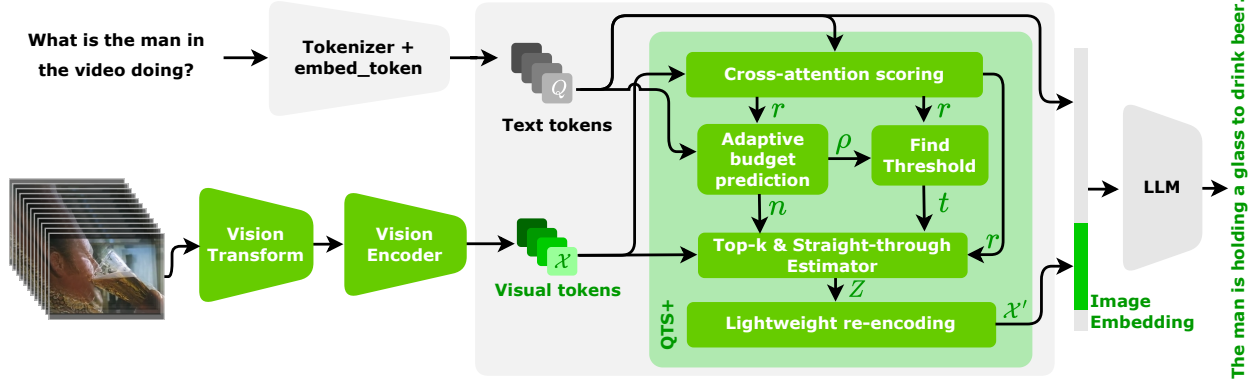 What is the man in
the video doing?
Tokenizer +
embed_token
Q
Text tokens
Cross-attention scoring
r
r
Adaptive
budget
prediction
ρ
Find
Threshold
n
t
r
Vision
Transform
Vision
Encoder
𝒳
Visual tokens
Top-k & Straight-through
Estimator
Z
Lightweight re-encoding
QTS+
𝒳′
Image
Embedding
LLM
The man is holding a glass to drink beer.